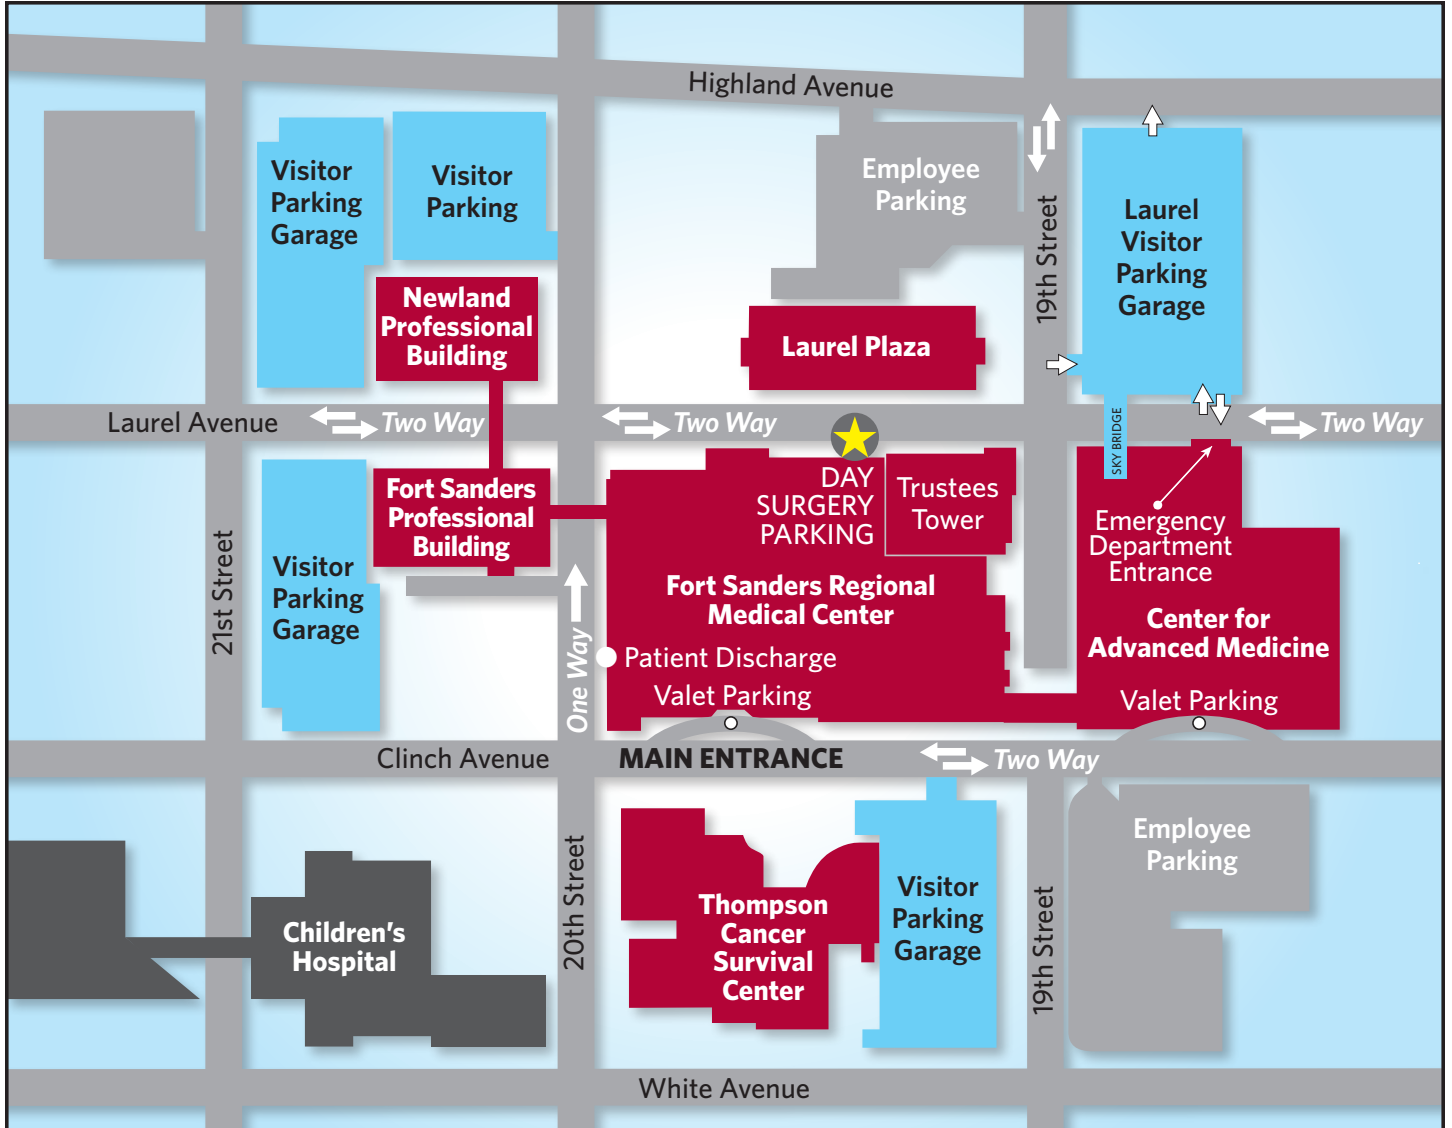 Highland Avenue
Visitor
Parking
Garage
Visitor
Parking
Employee
Parking
19th Street
Laurel
Visitor
Parking
Garage
Newland
Professional
Building
Laurel Plaza
Laurel Avenue
Two Way
Two Way
Two Way
SKY BRIDGE
Fort Sanders
Professional
Building
DAY
SURGERY
PARKING
Trustees
Tower
Emergency
Department
Entrance
21st Street
Visitor
Parking
Garage
One Way
Fort Sanders Regional
Medical Center
Patient Discharge
Valet Parking
Center for
Advanced Medicine
Valet Parking
Clinch Avenue
MAIN ENTRANCE
Two Way
20th Street
Children's
Hospital
Thompson
Cancer
Survival
Center
Visitor
Parking
Garage
19th Street
Employee
Parking
White Avenue